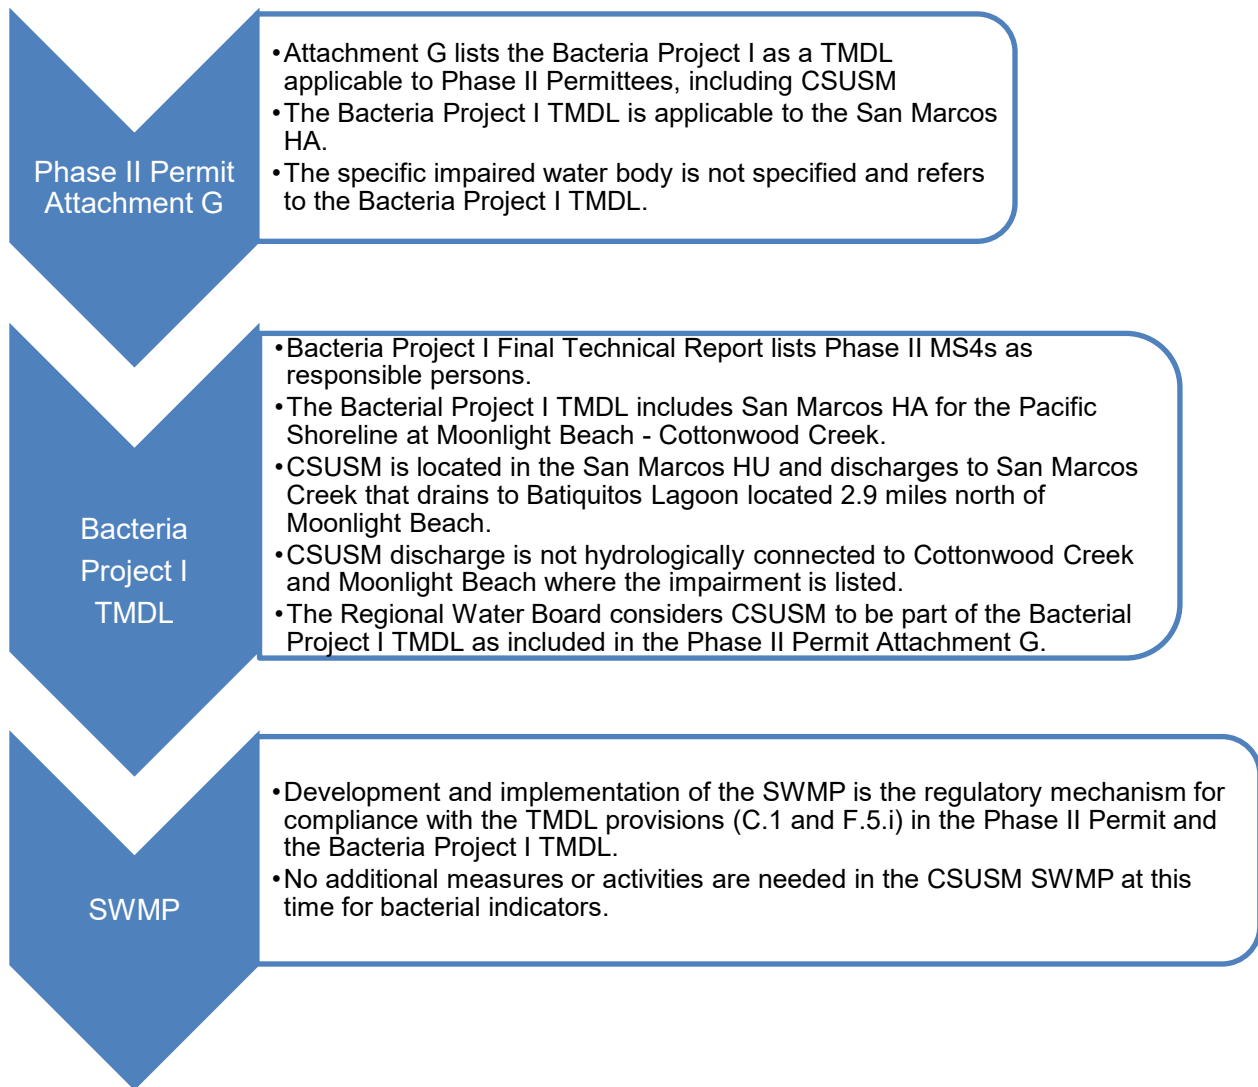 Phase II Permit
Attachment G
•Attachment G lists the Bacteria Project I as a TMDL
applicable to Phase II Permittees, including CSUSM
•The Bacteria Project I TMDL is applicable to the San Marcos
HA.
•The specific impaired water body is not specified and refers
to the Bacteria Project I TMDL.
Bacteria
Project I
TMDL
•Bacteria Project I Final Technical Report lists Phase II MS4s as
responsible persons.
•The Bacterial Project I TMDL includes San Marcos HA for the Pacific
Shoreline at Moonlight Beach - Cottonwood Creek.
•CSUSM is located in the San Marcos HU and discharges to San Marcos
Creek that drains to Batiquitos Lagoon located 2.9 miles north of
Moonlight Beach.
•CSUSM discharge is not hydrologically connected to Cottonwood Creek
and Moonlight Beach where the impairment is listed.
•The Regional Water Board considers CSUSM to be part of the Bacterial
Project I TMDL as included in the Phase II Permit Attachment G.
SWMP
•Development and implementation of the SWMP is the regulatory mechanism for
compliance with the TMDL provisions (C.1 and F.5.i) in the Phase II Permit and
the Bacteria Project I TMDL.
•No additional measures or activities are needed in the CSUSM SWMP at this
time for bacterial indicators.